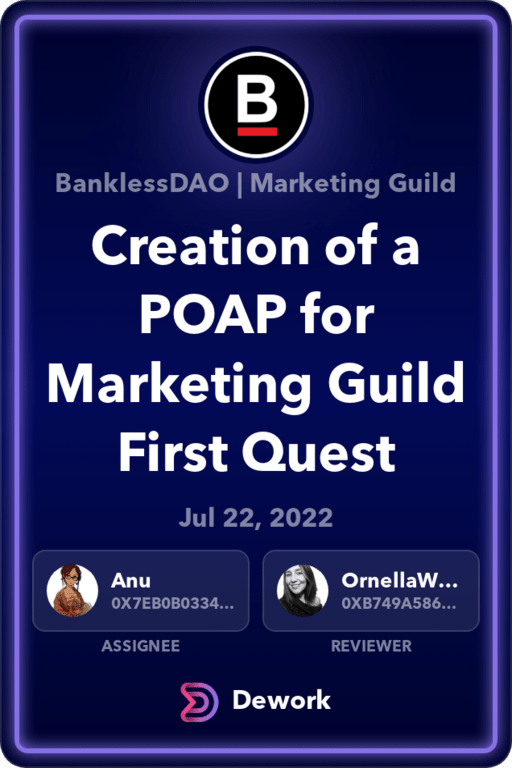 B
BanklessDAO | Marketing Guild
Creation of a
POAP for
Marketing Guild
First Quest
Jul 22, 2022
Anu
0X7EB0B0334...
OrnellaW...
0XB749A586...
ASSIGNEE
REVIEWER
Dework